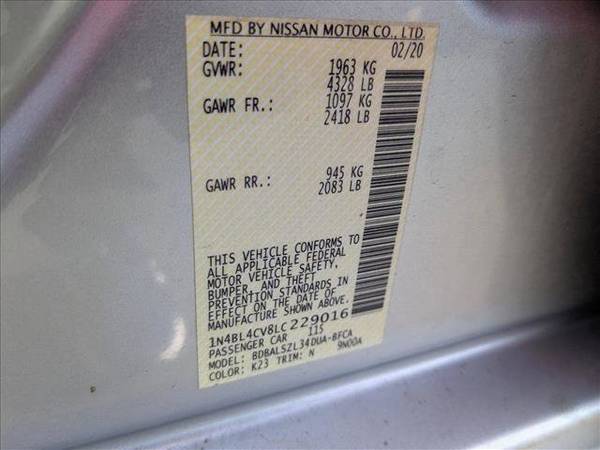 MFD BY NISSAN MOTOR CO., LTD.
DATE: 02/20
GVWR: 1963 KG
4328 LB
GAWR FR.: 1097 KG
2418 LB
GAWR RR.: 945 KG
2083 LB
THIS VEHICLE CONFORMS TO
ALL APPLICABLE FEDERAL
MOTOR VEHICLE SAFETY,
BUMPER, AND THEFT
PREVENTION STANDARDS IN
EFFECT ON THE DATE OF
MANUFACTURE SHOWN ABOVE.
1N4BL4CV8LC229016
PASSENGER CAR 115
MODEL: BDBALSZL34DUA-BFCA
COLOR: K23 TRIM: N 9N00A